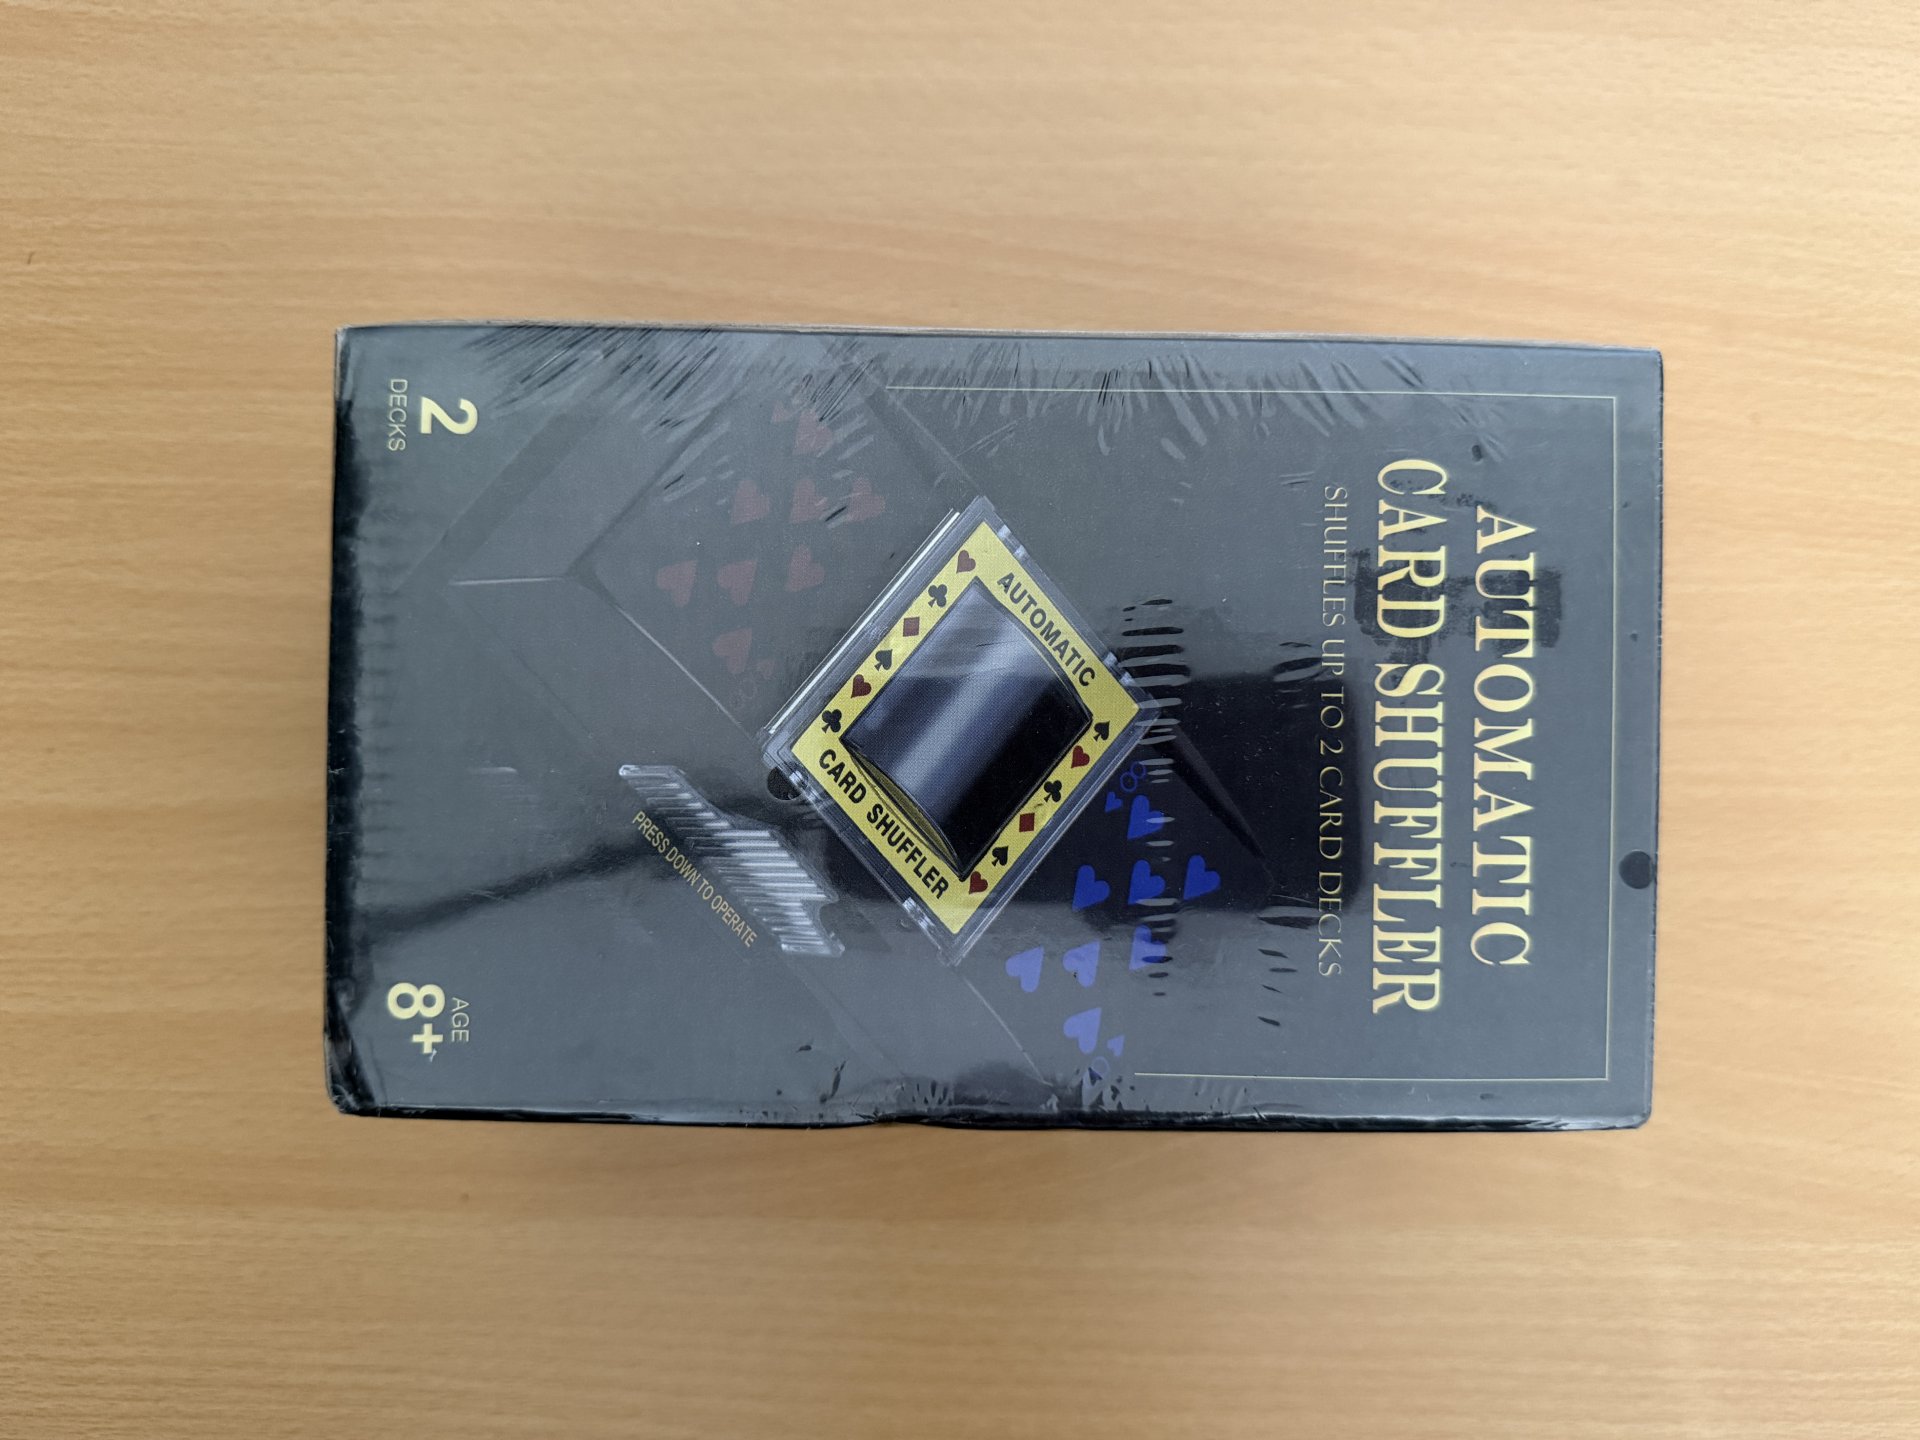 AUTOMATIC
CARD SHUFFLER
SHUFFLES UP TO 2 CARD DECKS
AUTOMATIC
CARD SHUFFLER
PRESS DOWN TO OPERATE
2
DECKS
AGE
8+